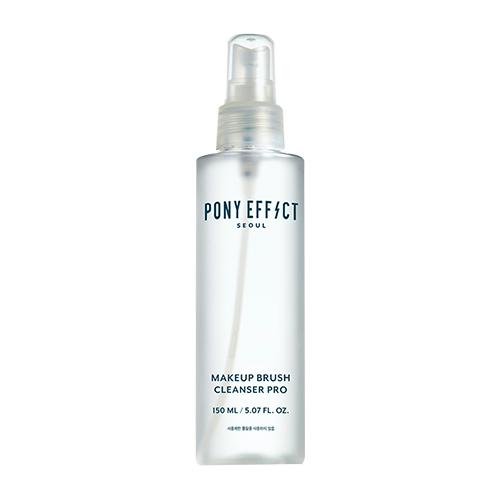 PONY EFFECT
SEOUL
MAKEUP BRUSH
CLEANSER PRO
150 ML / 5.07 FL. OZ.